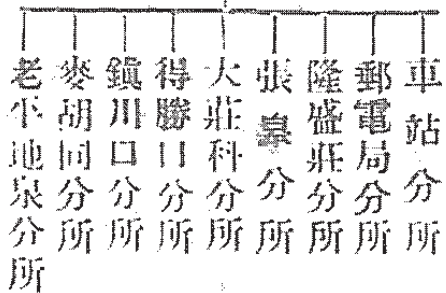 車站分所
郵電局分所
隆盛莊分所
張皋分所
大莊科分所
得勝口分所
鎮川口分所
麥胡同分所
老平地泉分所